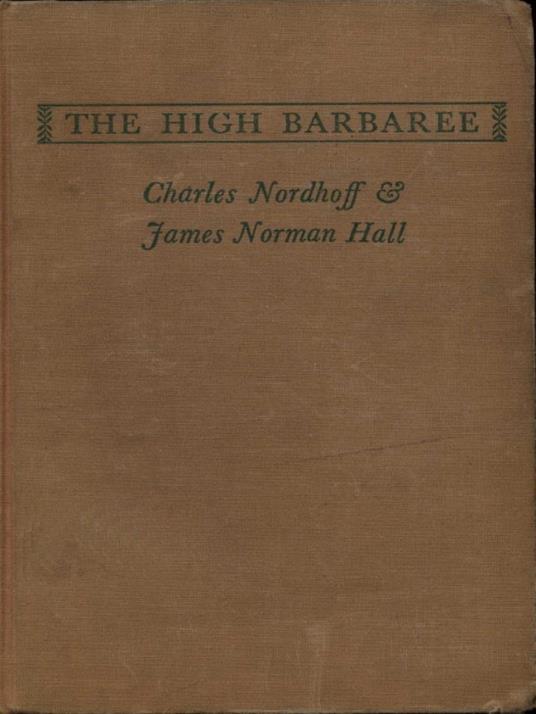 THE HIGH BARBAREE
Charles Nordhoff &
James Norman Hall